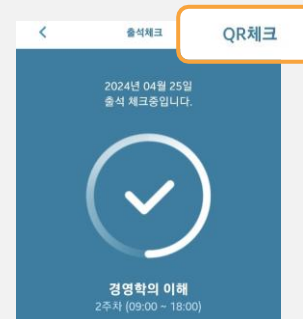 출석체크
QR체크
2024년 04월 25일
출석 체크중입니다.
경영학의 이해
2주차 (09:00 ~ 18:00)